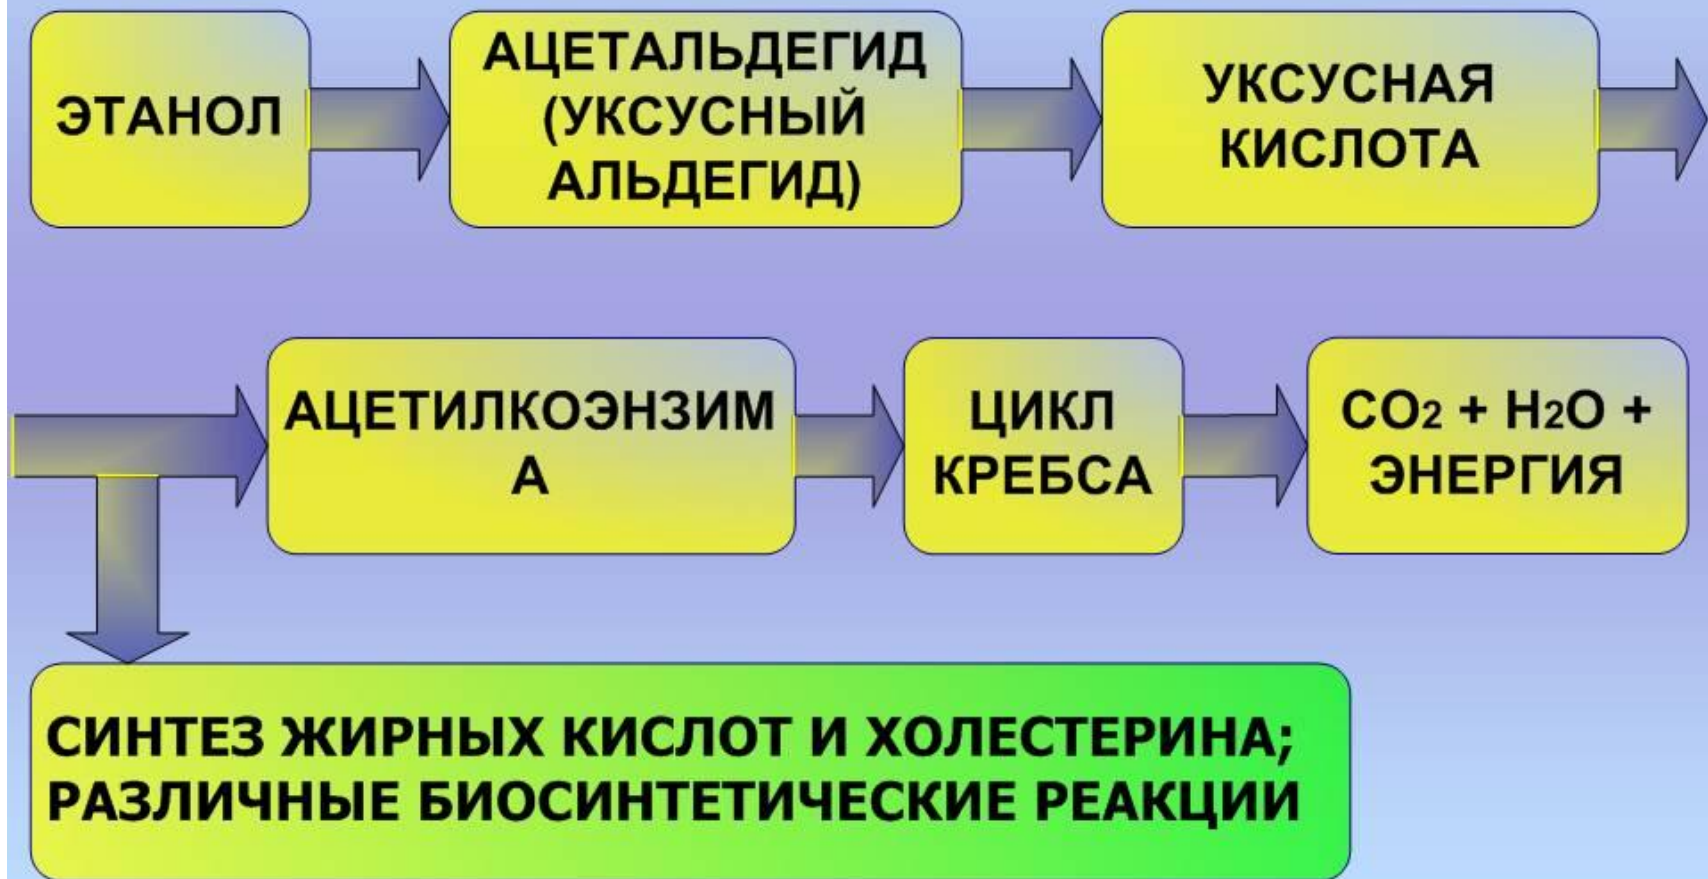 ЭТАНОЛ
АЦЕТАЛЬДЕГИД
(УКСУСНЫЙ
АЛЬДЕГИД)
УКСУСНАЯ
КИСЛОТА
АЦЕТИЛКОЭНЗИМ
А
ЦИКЛ
КРЕБСА
CO2 + H2O +
ЭНЕРГИЯ
СИНТЕЗ ЖИРНЫХ КИСЛОТ И ХОЛЕСТЕРИНА;
РАЗЛИЧНЫЕ БИОСИНТЕТИЧЕСКИЕ РЕАКЦИИ